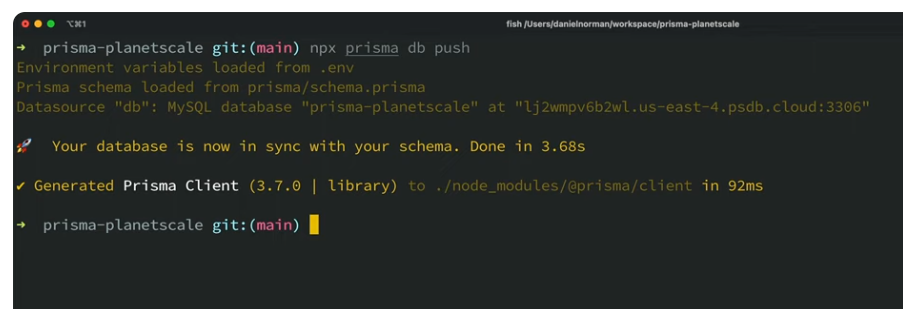 ⌥⌘1 fish /Users/danielnorman/workspace/prisma-planetscale
➜ prisma-planetscale git:(main) npx prisma db push
Environment variables loaded from .env
Prisma schema loaded from prisma/schema.prisma
Datasource "db": MySQL database "prisma-planetscale" at "lj2wmpv6b2wl.us-east-4.psdb.cloud:3306"
🚀 Your database is now in sync with your schema. Done in 3.68s
✔ Generated Prisma Client (3.7.0 | library) to ./node_modules/@prisma/client in 92ms
➜ prisma-planetscale git:(main)